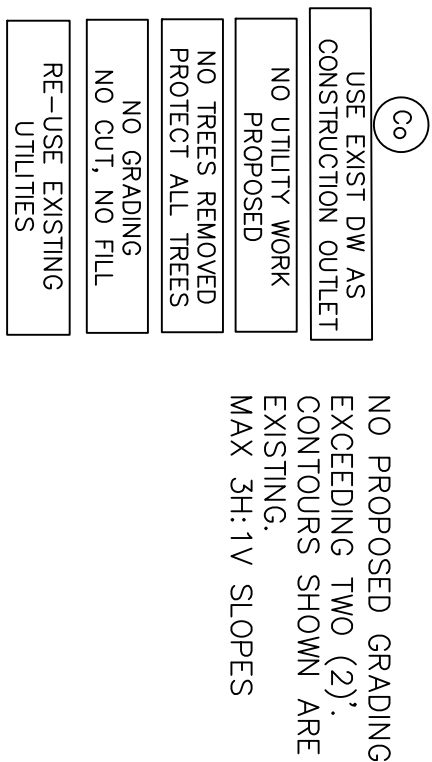 Co
USE EXIST DW AS
CONSTRUCTION OUTLET
NO UTILITY WORK
PROPOSED
NO TREES REMOVED
PROTECT ALL TREES
NO GRADING
NO CUT, NO FILL
RE-USE EXISTING
UTILITIES
NO PROPOSED GRADING
EXCEEDING TWO (2)'.
CONTOURS SHOWN ARE
EXISTING.
MAX 3H:1V SLOPES